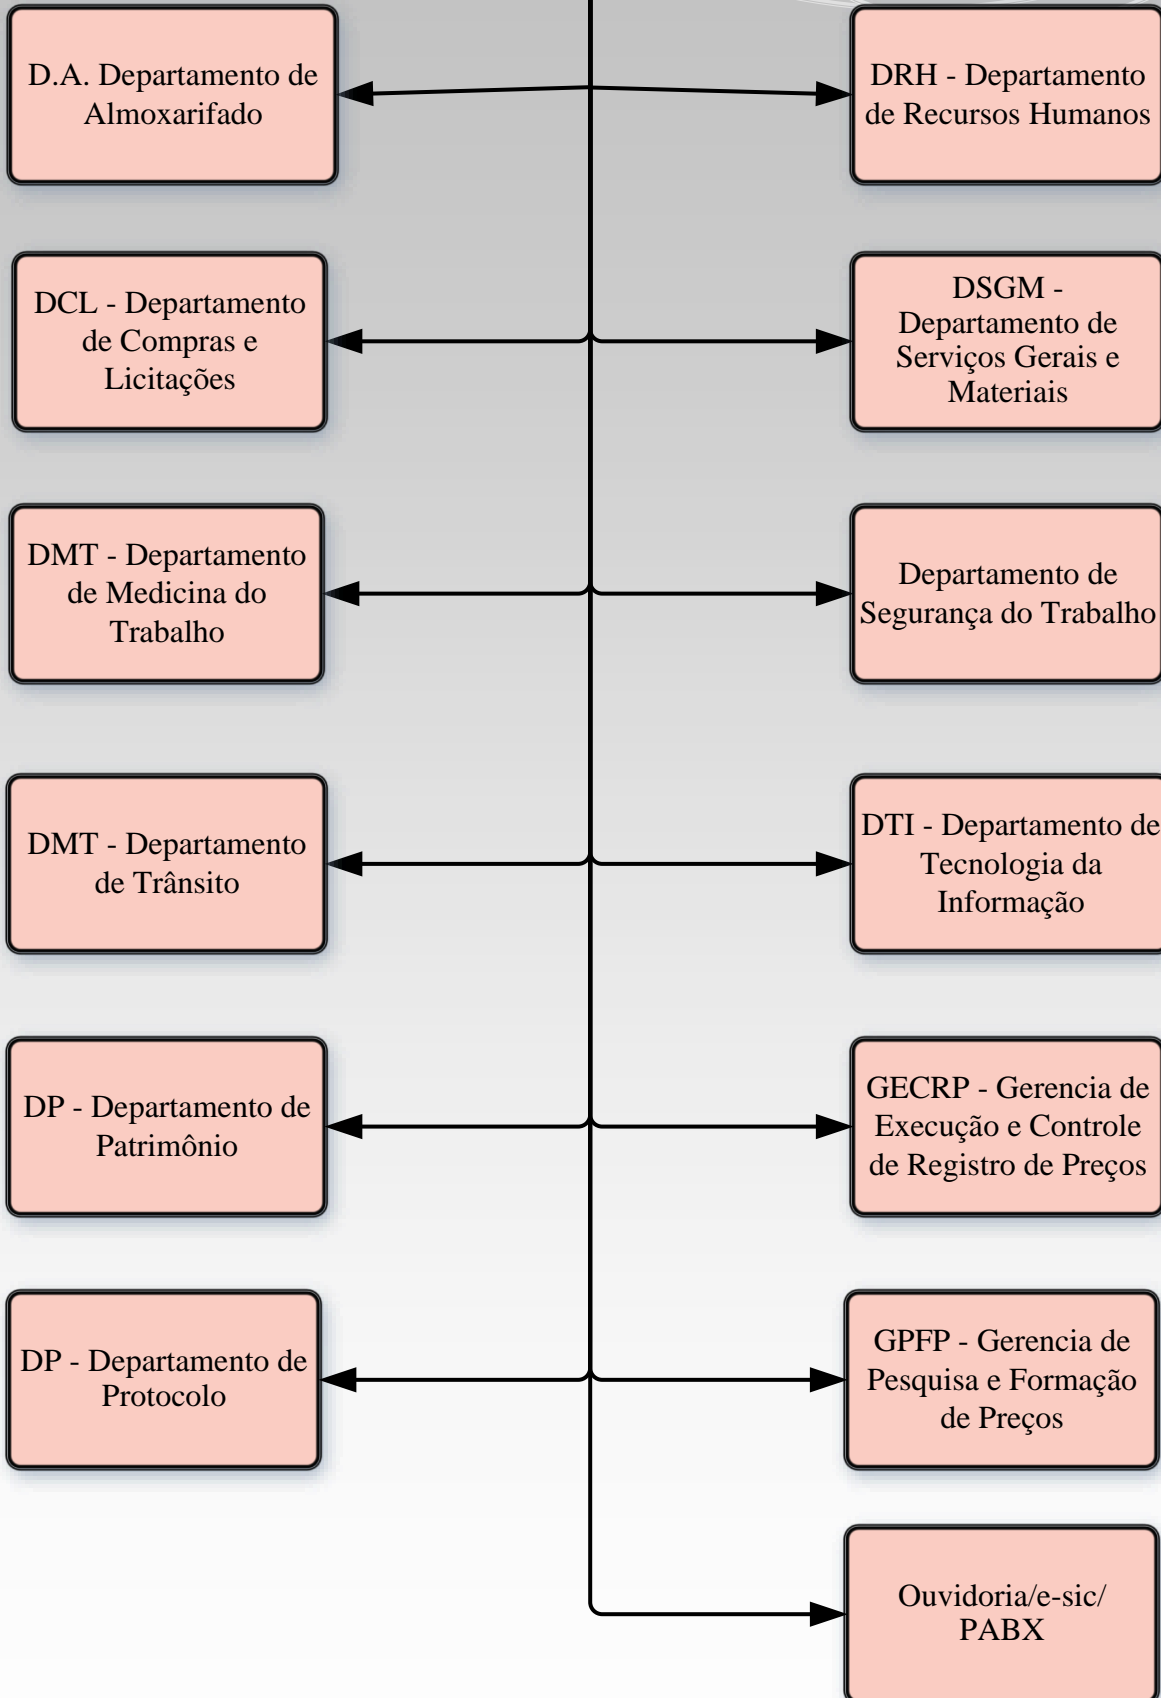 D.A. Departamento de
Almoxarifado
DRH - Departamento
de Recursos Humanos
DCL - Departamento
de Compras e
Licitações
DSGM -
Departamento de
Serviços Gerais e
Materiais
DMT - Departamento
de Medicina do
Trabalho
Departamento de
Segurança do Trabalho
DMT - Departamento
de Trânsito
DTI - Departamento de
Tecnologia da
Informação
DP - Departamento de
Patrimônio
GECRP - Gerencia de
Execução e Controle
de Registro de Preços
DP - Departamento de
Protocolo
GPFP - Gerencia de
Pesquisa e Formação
de Preços
Ouvidoria/e-sic/
PABX